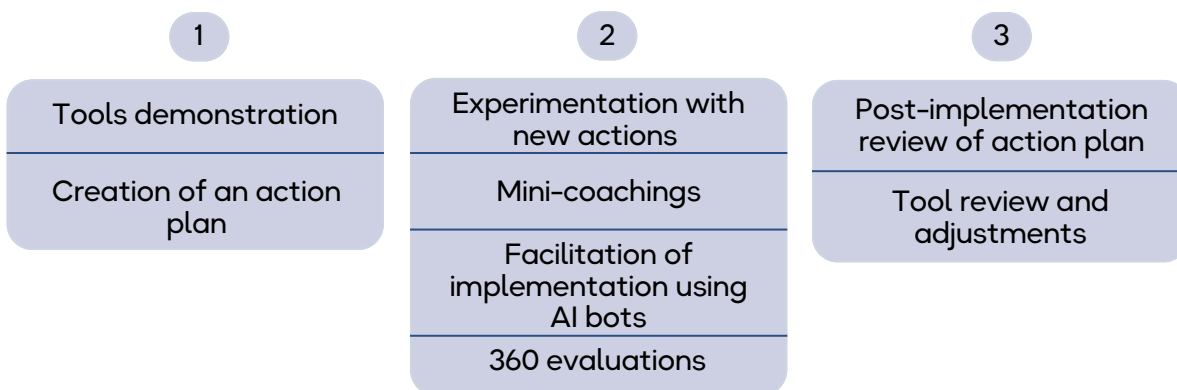 1
Tools demonstration
Creation of an action
plan
2
Experimentation with
new actions
Mini-coachings
Facilitation of
implementation using
AI bots
360 evaluations
3
Post-implementation
review of action plan
Tool review and
adjustments